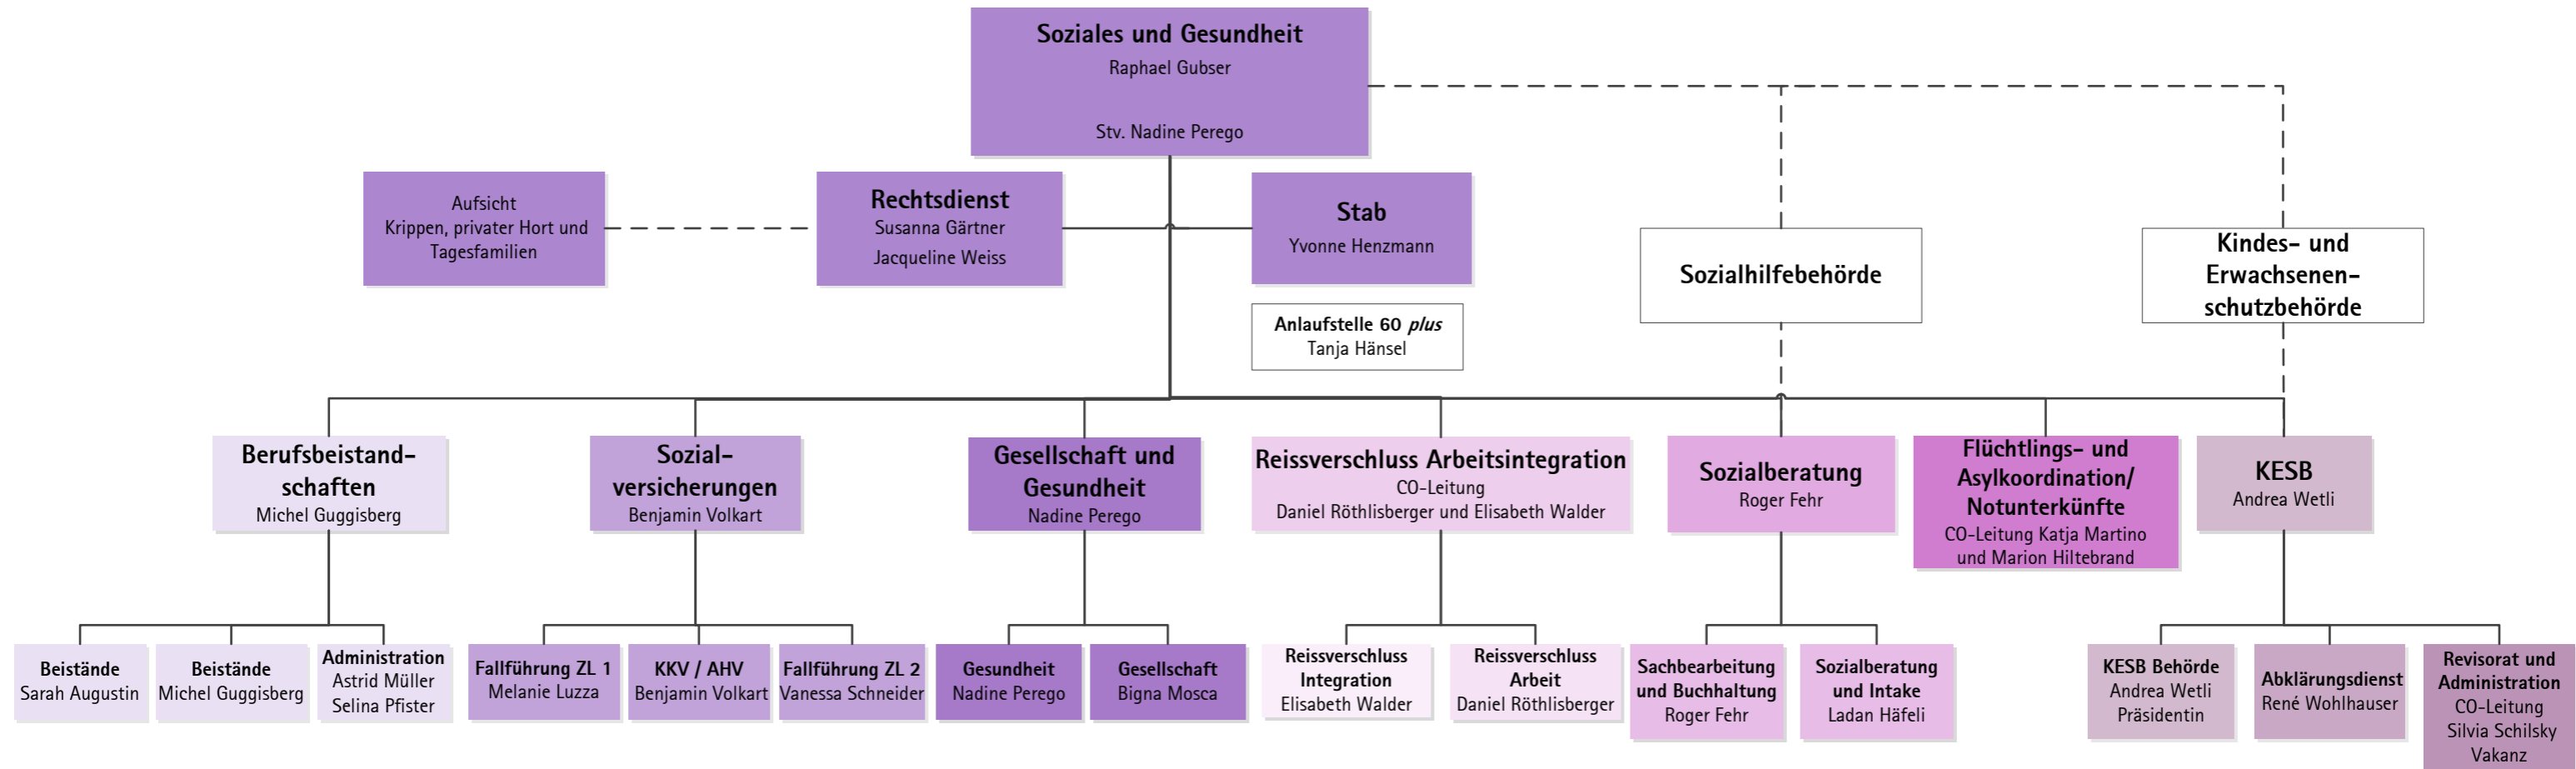 Soziales und Gesundheit
Raphael Gubser
Stv. Nadine Perego
Aufsicht
Krippen, privater Hort und
Tagesfamilien
Rechtsdienst
Susanna Gärtner
Jacqueline Weiss
Stab
Yvonne Henzmann
Anlaufstelle 60 plus
Tanja Hänsel
Sozialhilfebehörde
Kindes- und
Erwachsenen-
schutzbehörde
Berufsbeistand-
schaften
Michel Guggisberg
Sozial-
versicherungen
Benjamin Volkart
Gesellschaft und
Gesundheit
Nadine Perego
Reissverschluss Arbeitsintegration
CO-Leitung
Daniel Röthlisberger und Elisabeth Walder
Sozialberatung
Roger Fehr
Flüchtlings- und
Asylkoordination/
Notunterkünfte
CO-Leitung Katja Martino
und Marion Hiltebrand
KESB
Andrea Wetli
Beistände
Sarah Augustin
Beistände
Michel Guggisberg
Administration
Astrid Müller
Selina Pfister
Fallführung ZL 1
Melanie Luzza
KKV / AHV
Benjamin Volkart
Fallführung ZL 2
Vanessa Schneider
Gesundheit
Nadine Perego
Gesellschaft
Bigna Mosca
Reissverschluss
Integration
Elisabeth Walder
Reissverschluss
Arbeit
Daniel Röthlisberger
Sachbearbeitung
und Buchhaltung
Roger Fehr
Sozialberatung
und Intake
Ladan Häfeli
KESB Behörde
Andrea Wetli
Präsidentin
Abklärungsdienst
René Wohlhauser
Revisorat und
Administration
CO-Leitung
Silvia Schilsky
Vakanz